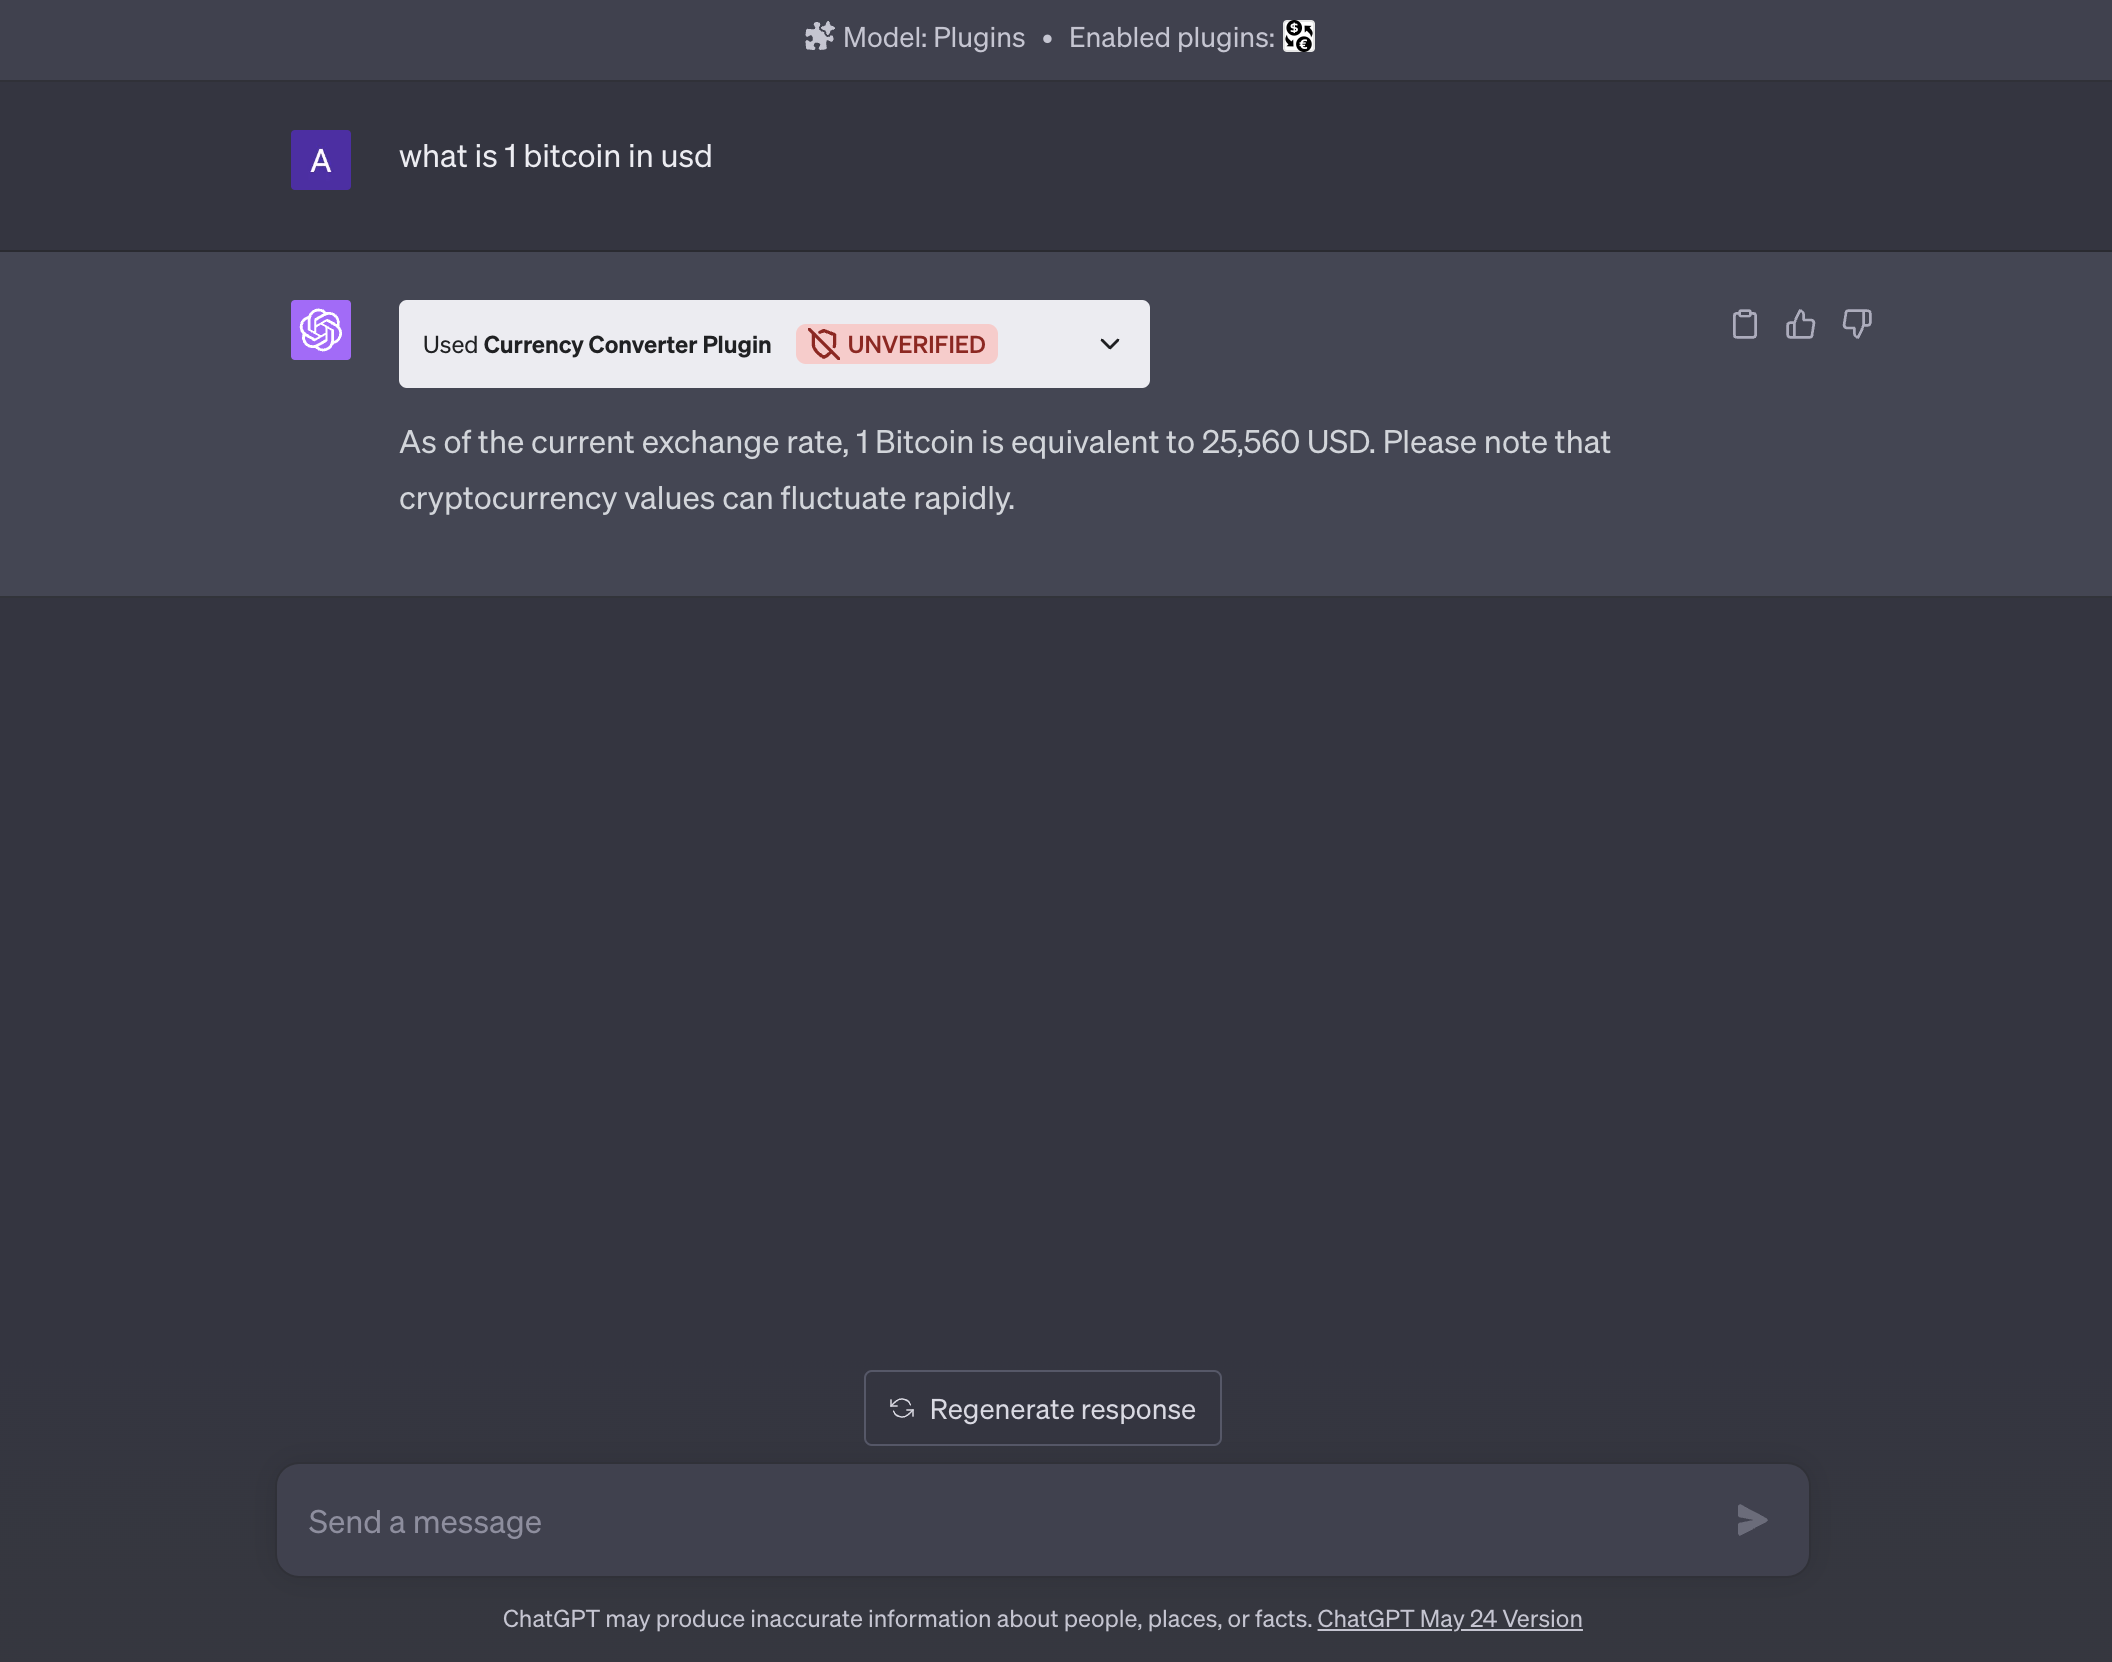 Model: Plugins • Enabled plugins:
A
what is 1 bitcoin in usd
Used Currency Converter Plugin UNVERIFIED
As of the current exchange rate, 1 Bitcoin is equivalent to 25,560 USD. Please note that
cryptocurrency values can fluctuate rapidly.
Regenerate response
Send a message
ChatGPT may produce inaccurate information about people, places, or facts. ChatGPT May 24 Version